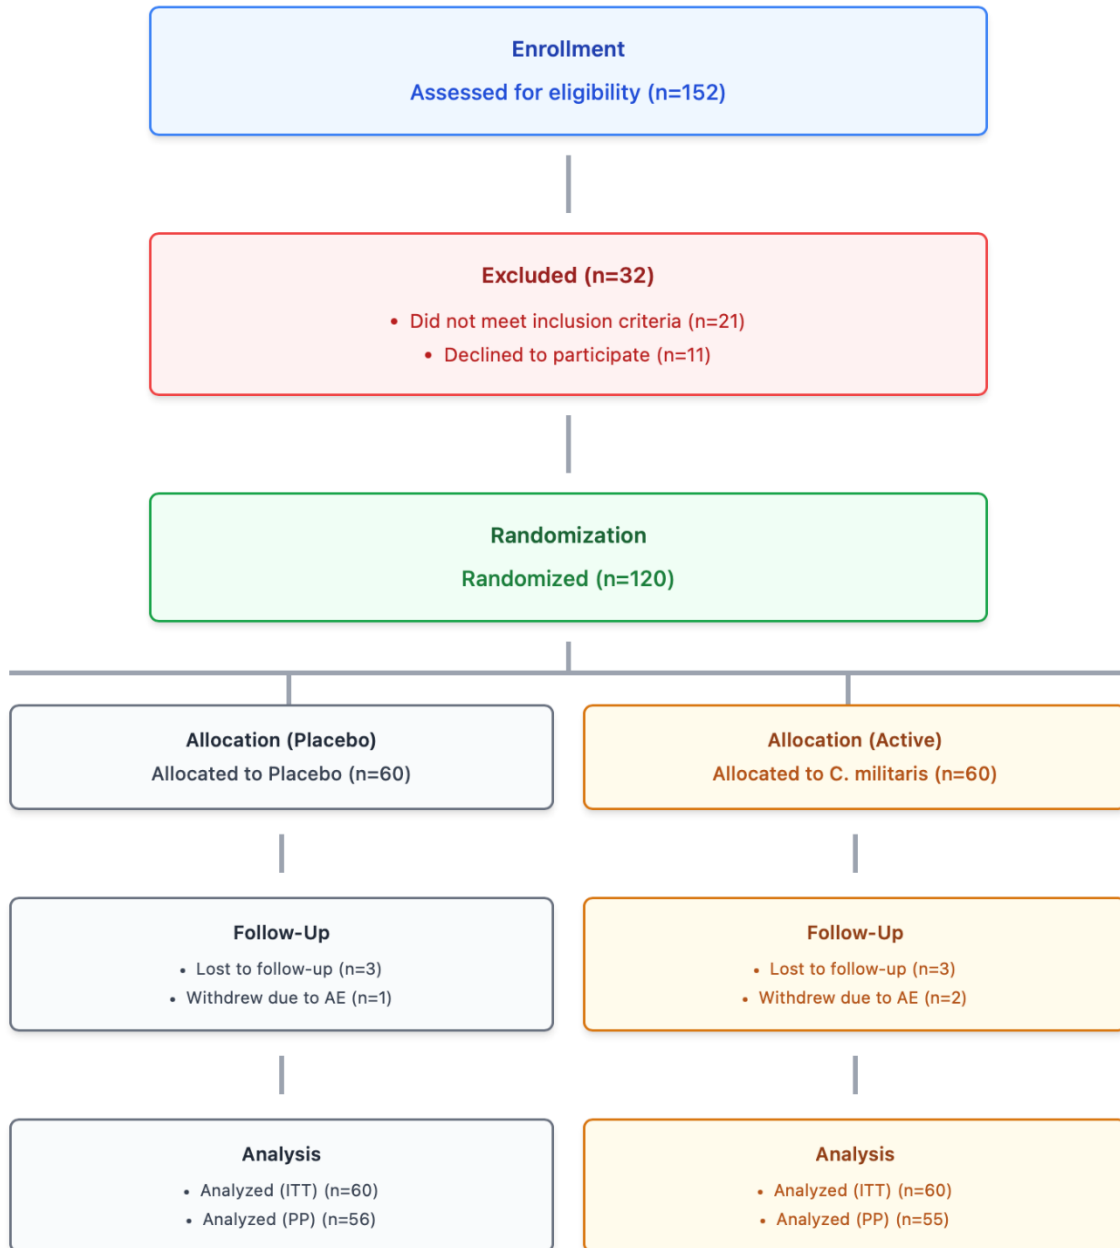 Enrollment
Assessed for eligibility (n=152)
Excluded (n=32)
• Did not meet inclusion criteria (n=21)
• Declined to participate (n=11)
Randomization
Randomized (n=120)
Allocation (Placebo)
Allocated to Placebo (n=60)
Allocation (Active)
Allocated to C. militaris (n=60)
Follow-Up
• Lost to follow-up (n=3)
• Withdrew due to AE (n=1)
Follow-Up
• Lost to follow-up (n=3)
• Withdrew due to AE (n=2)
Analysis
• Analyzed (ITT) (n=60)
• Analyzed (PP) (n=56)
Analysis
• Analyzed (ITT) (n=60)
• Analyzed (PP) (n=55)